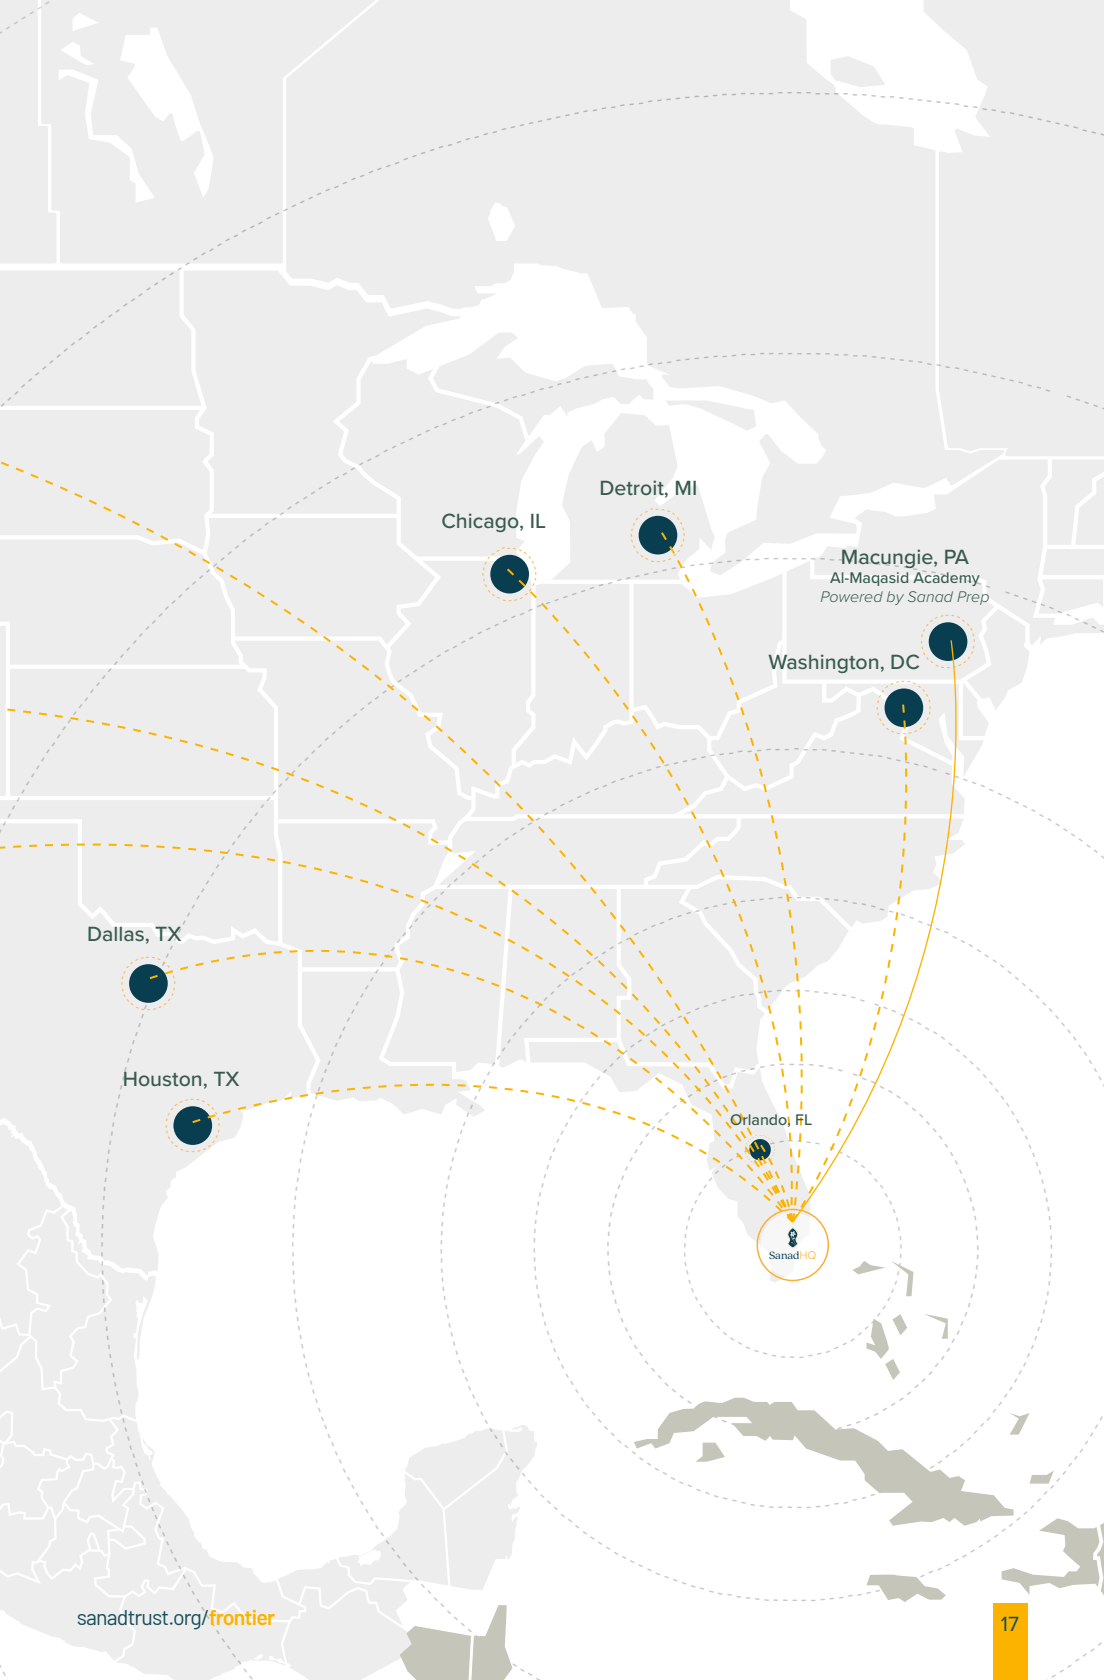 Detroit, MI
Chicago, IL
Macungie, PA
Al-Maqasid Academy
Powered by Sanad Prep
Washington, DC
Dallas, TX
Houston, TX
Orlando, FL
SanadHQ
sanadtrust.org/frontier
17